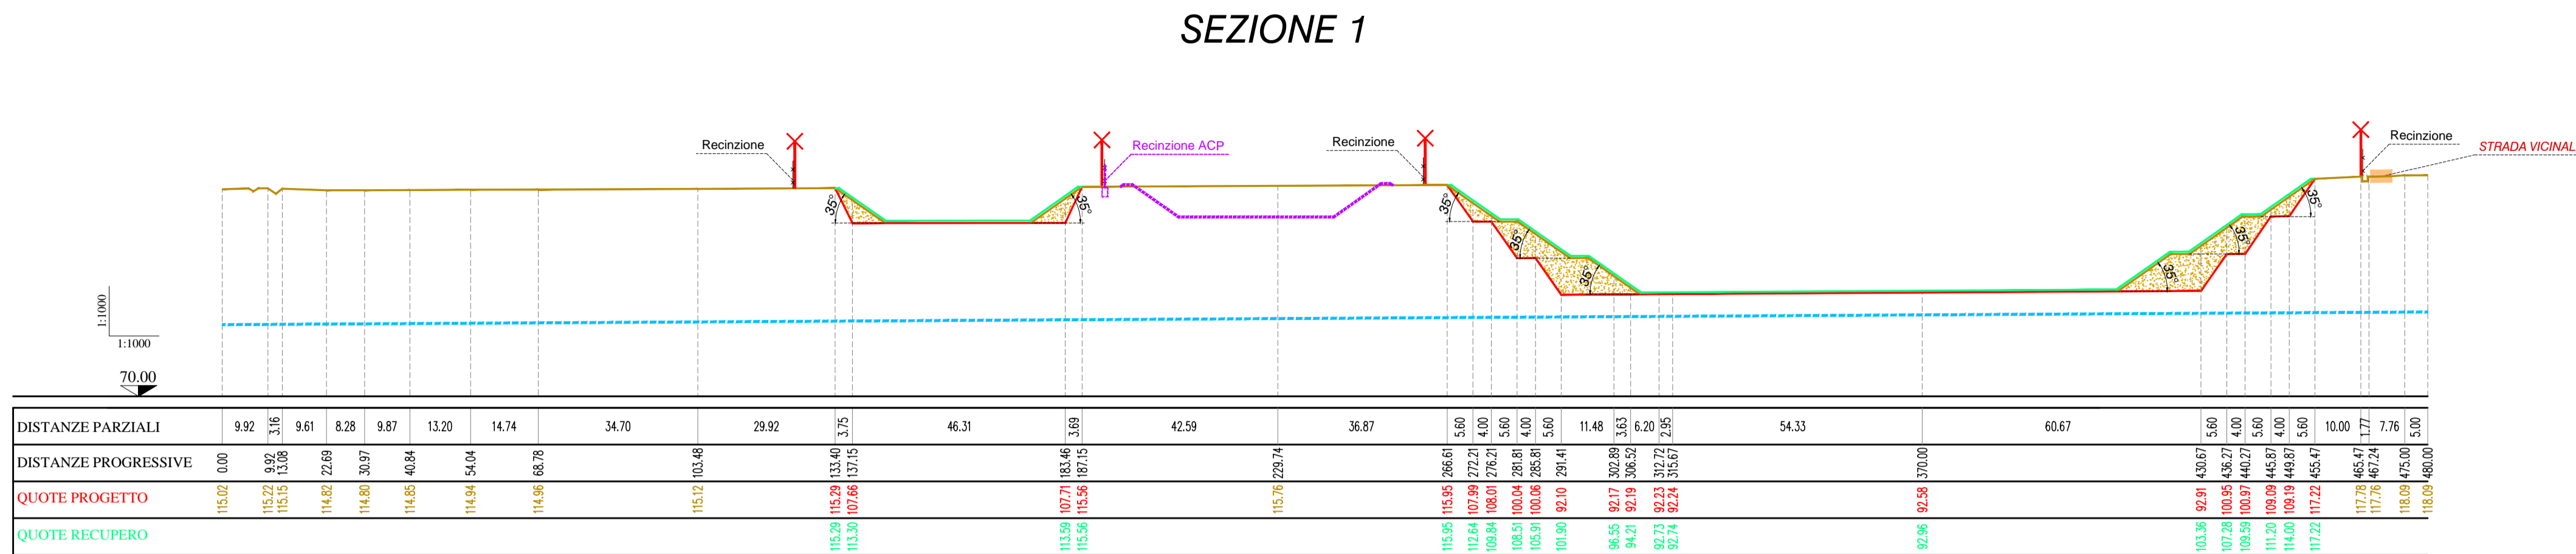 SEZIONE 1
Recinzione
Recinzione ACP
Recinzione
Recinzione
STRADA VICINAL
35°
35°
35°
35°
35°
35°
35°
35°
1:1000
1:1000
70.00
DISTANZE PARZIALI 9.92 3.16 9.61 8.28 9.87 13.20 14.74 34.70 29.92 3.75 46.31 3.69 42.59 36.87 5.60 4.00 5.60 4.00 5.60 11.48 3.63 6.20 2.95 54.33 60.67 5.60 4.00 5.60 4.00 5.60 10.00 1.77 7.76 5.00
DISTANZE PROGRESSIVE 0.00 9.92 13.08 22.69 30.97 40.84 54.04 68.78 103.48 133.40 137.15 183.46 187.15 229.74 266.61 272.21 276.21 281.81 285.81 291.41 302.89 306.52 312.72 315.67 370.00 430.67 436.27 440.27 445.87 449.87 455.47 465.47 467.24 475.00 480.00
QUOTE PROGETTO 115.02 115.22 115.15 114.82 114.80 114.85 114.94 114.96 115.12 115.29 107.66 107.71 115.56 115.76 115.95 107.99 108.01 100.04 100.06 92.10 92.17 92.19 92.23 92.24 92.58 92.91 100.95 100.97 109.09 109.19 117.22 117.78 117.76 118.09 118.09
QUOTE RECUPERO 115.29 113.30 113.59 115.56 115.95 112.64 109.84 108.51 105.91 101.90 96.55 94.21 92.73 92.74 92.96 103.36 107.28 109.59 111.20 114.00 117.22